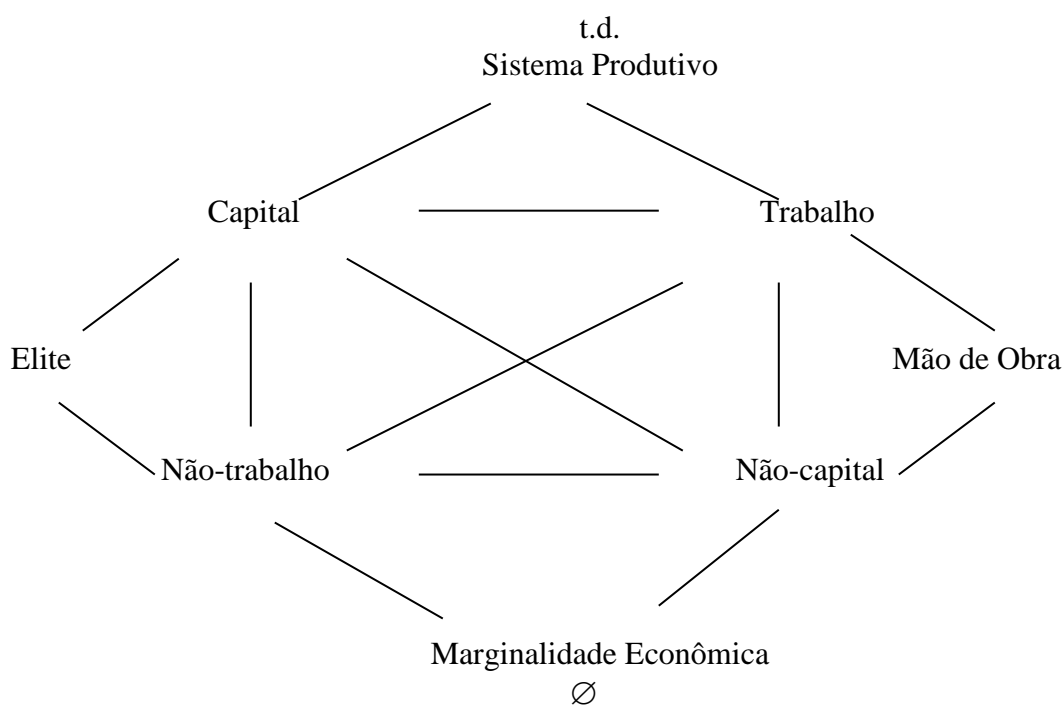 t.d.
Sistema Produtivo
Capital
Trabalho
Elite
Mão de Obra
Não-trabalho
Não-capital
Marginalidade Econômica
∅